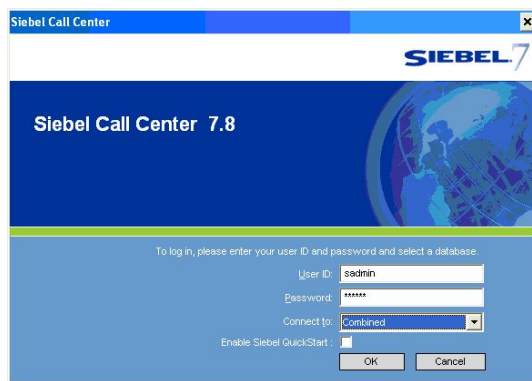 Siebel Call Center
SIEBEL.7
Siebel Call Center 7.8
To log in, please enter your user ID and password and select a database.
User ID: sadmin
Password: ******
Connect to: Combined
Enable Siebel QuickStart :
OK Cancel